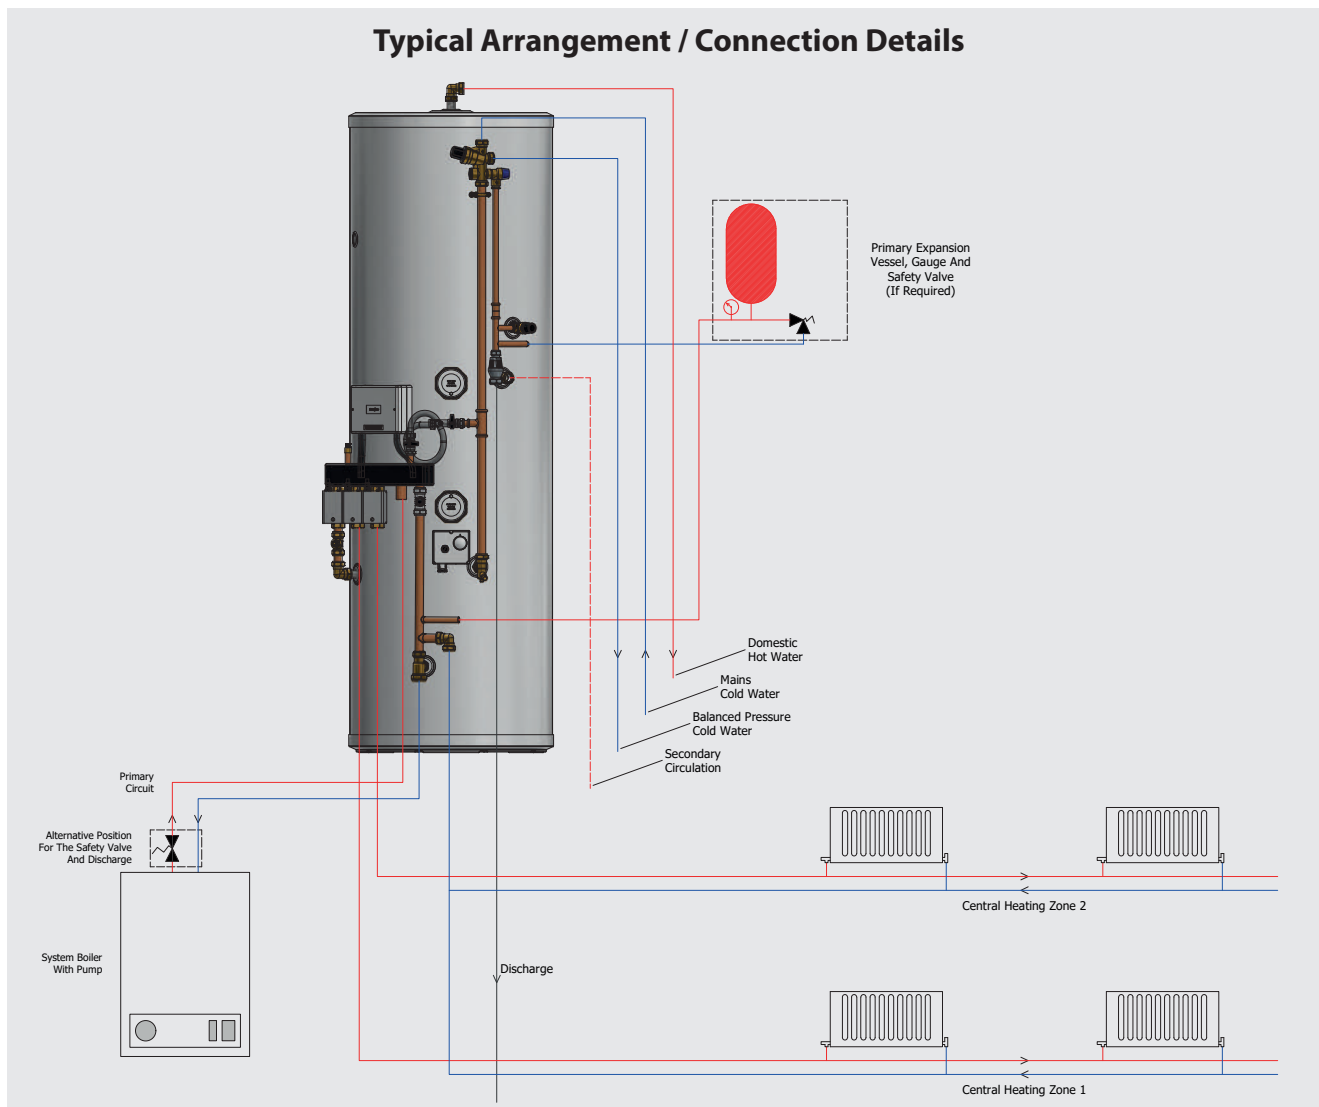 Typical Arrangement / Connection Details
Primary Expansion
Vessel, Gauge And
Safety Valve
(If Required)
Domestic
Hot Water
Mains
Cold Water
Balanced Pressure
Cold Water
Secondary
Circulation
Primary
Circuit
Alternative Position
For The Safety Valve
And Discharge
System Boiler
With Pump
Central Heating Zone 2
Discharge
Central Heating Zone 1